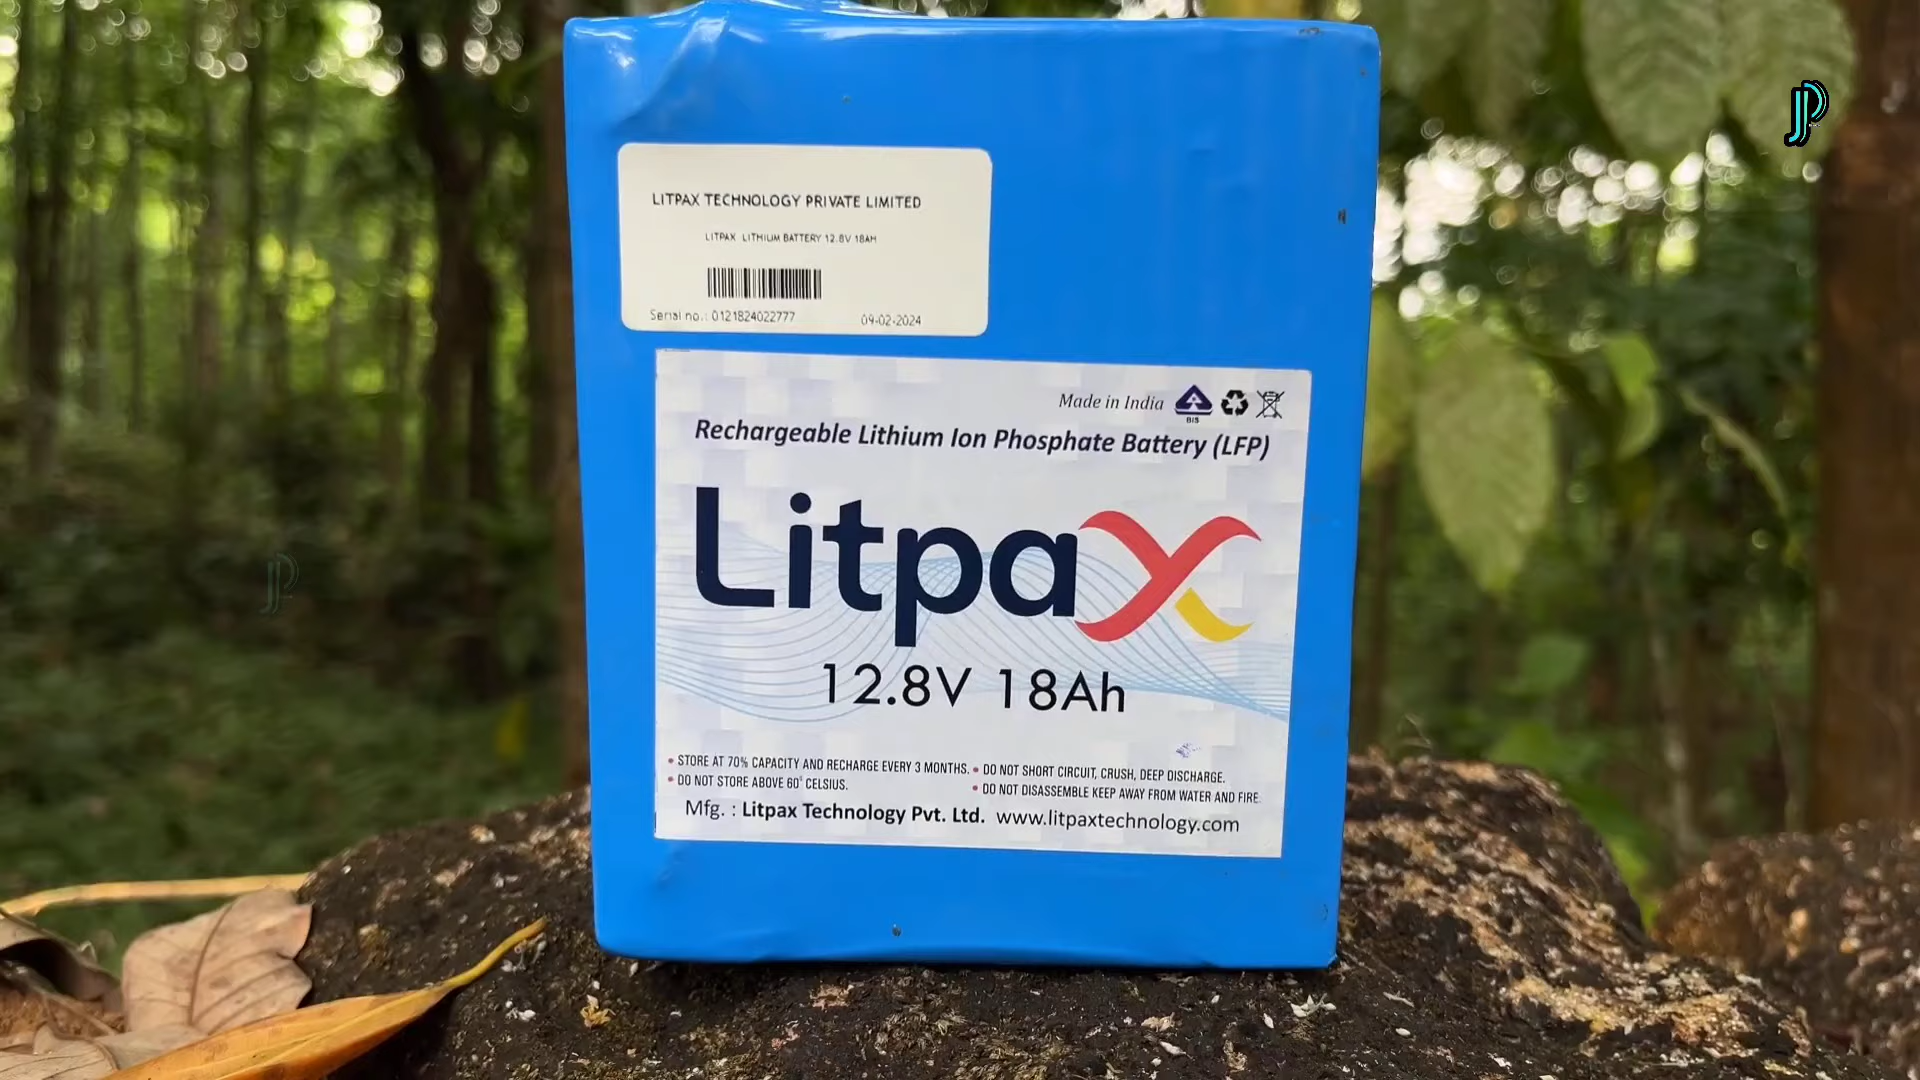 LITPAX TECHNOLOGY PRIVATE LIMITED
LITPAX LITHIUM BATTERY 12.8V 18AH
Serial no.: 0121824022777 09-02-2024
Made in India
BIS
Rechargeable Lithium Ion Phosphate Battery (LFP)
Litpax
12.8V 18Ah
• STORE AT 70% CAPACITY AND RECHARGE EVERY 3 MONTHS. • DO NOT SHORT CIRCUIT, CRUSH, DEEP DISCHARGE.
• DO NOT STORE ABOVE 60° CELSIUS. • DO NOT DISASSEMBLE KEEP AWAY FROM WATER AND FIRE.
Mfg. : Litpax Technology Pvt. Ltd. www.litpaxtechnology.com
JP